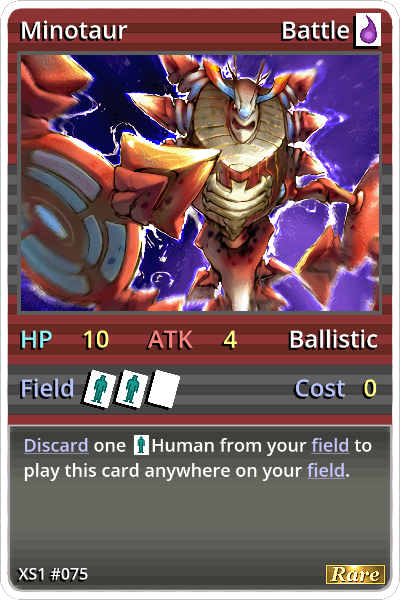 Minotaur Battle
HP 10 ATK 4 Ballistic
Field Cost 0
Discard one Human from your field to
play this card anywhere on your field.
XS1 #075 Rare